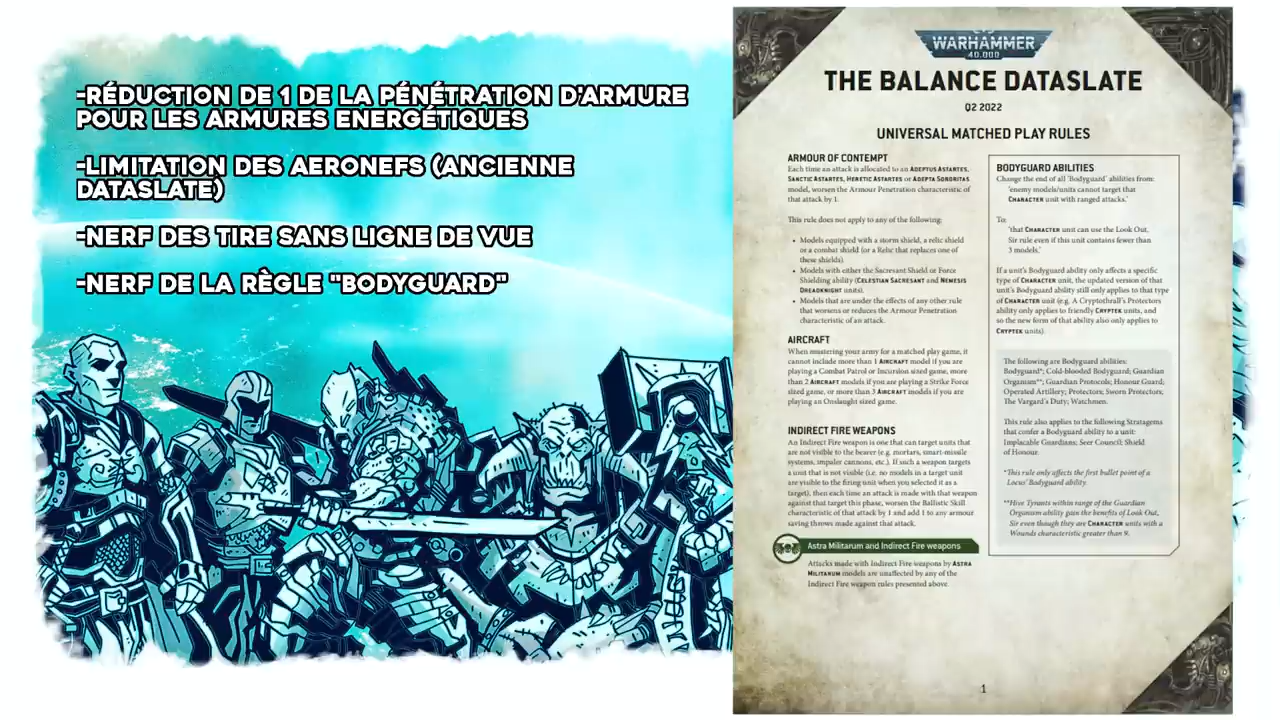 -RÉDUCTION DE 1 DE LA PÉNÉTRATION D'ARMURE
POUR LES ARMURES ENERGÉTIQUES
-LIMITATION DES AERONEFS (ANCIENNE
DATASLATE)
-NERF DES TIRE SANS LIGNE DE VUE
-NERF DE LA RÈGLE "BODYGUARD"
WARHAMMER
40,000
THE BALANCE DATASLATE
Q2 2022
UNIVERSAL MATCHED PLAY RULES
ARMOUR OF CONTEMPT
Each time an attack is allocated to an ADEPTUS ASTARTES,
SANCTIC ASTARTES, HERETIC ASTARTES or ADEPTA SORORITAS
model, worsen the Armour Penetration characteristic of
that attack by 1.
This rule does not apply to any of the following:
• Models equipped with a storm shield, a relic shield
or a combat shield (or a Relic that replaces one of
these shields).
• Models with either the Sacresant Shield or Force
Shielding ability (CELESTIAN SACRESANT and NEMESIS
DREADKNIGHT units).
• Models that are under the effects of any other rule
that worsens or reduces the Armour Penetration
characteristic of an attack.
AIRCRAFT
When mustering your army for a matched play game, it
cannot include more than 1 AIRCRAFT model if you are
playing a Combat Patrol or Incursion sized game, more
than 2 AIRCRAFT models if you are playing a Strike Force
sized game, or more than 3 AIRCRAFT models if you are
playing an Onslaught sized game.
INDIRECT FIRE WEAPONS
An Indirect Fire weapon is one that can target units that
are not visible to the bearer (e.g. mortars, smart-missile
systems, impaler cannons, etc.). If such a weapon targets
a unit that is not visible (i.e. no models in a target unit
are visible to the firing unit when you selected it as a
target), then each time an attack is made with that weapon
against that target this phase, worsen the Ballistic Skill
characteristic of that attack by 1 and add 1 to any armour
saving throws made against that attack.
Astra Militarum and Indirect Fire weapons
Attacks made with Indirect Fire weapons by ASTRA
MILITARUM models are unaffected by any of the
Indirect Fire weapon rules presented above.
BODYGUARD ABILITIES
Change the end of all 'Bodyguard' abilities from:
'enemy models/units cannot target that
CHARACTER unit with ranged attacks.'
To:
'that CHARACTER unit can use the Look Out,
Sir rule even if this unit contains fewer than
3 models.'
If a unit's Bodyguard ability only affects a specific
type of CHARACTER unit, the updated version of that
unit's Bodyguard ability still only applies to that type
of CHARACTER unit (e.g. A Cryptothrall's Protectors
ability only applies to friendly CRYPTEK units, and
so the new form of that ability also only applies to
CRYPTEK units).
The following are Bodyguard abilities:
Bodyguard*; Cold-blooded Bodyguard; Guardian
Organism**; Guardian Protocols; Honour Guard;
Operated Artillery; Protectors; Sworn Protectors;
The Vargard's Duty; Watchmen.
This rule also applies to the following Stratagems
that confer a Bodyguard ability to a unit:
Implacable Guardians; Seer Council; Shield
of Honour.
*This rule only affects the first bullet point of a
Locus' Bodyguard ability.
**Hive Tyrants within range of the Guardian
Organism ability gain the benefits of Look Out,
Sir even though they are CHARACTER units with a
Wounds characteristic greater than 9.
1